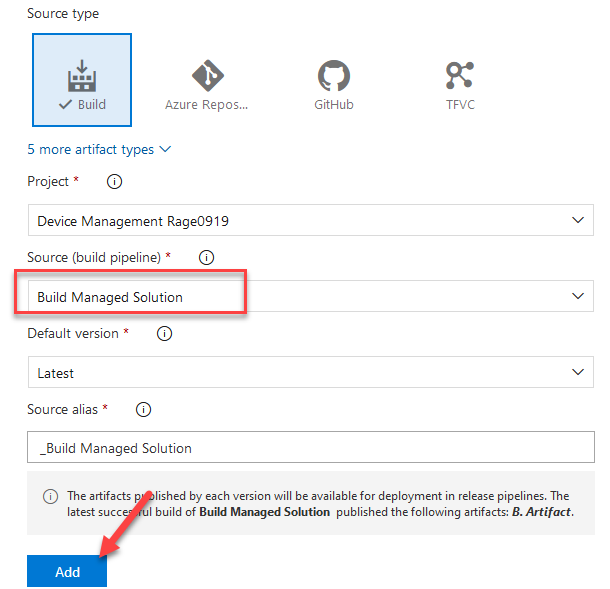 Source type
Build
Azure Repos...
GitHub
TFVC
5 more artifact types
Project *
Device Management Rage0919
Source (build pipeline) *
Build Managed Solution
Default version *
Latest
Source alias *
_Build Managed Solution
The artifacts published by each version will be available for deployment in release pipelines. The
latest successful build of Build Managed Solution published the following artifacts: B. Artifact.
Add